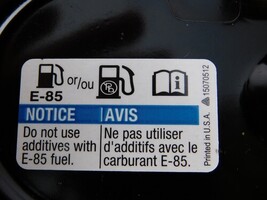 or/ou
E-85
NOTICE AVIS
Do not use Ne pas utiliser
additives with d'additifs avec le
E-85 fuel. carburant E-85.
Printed in U.S.A. 15070512